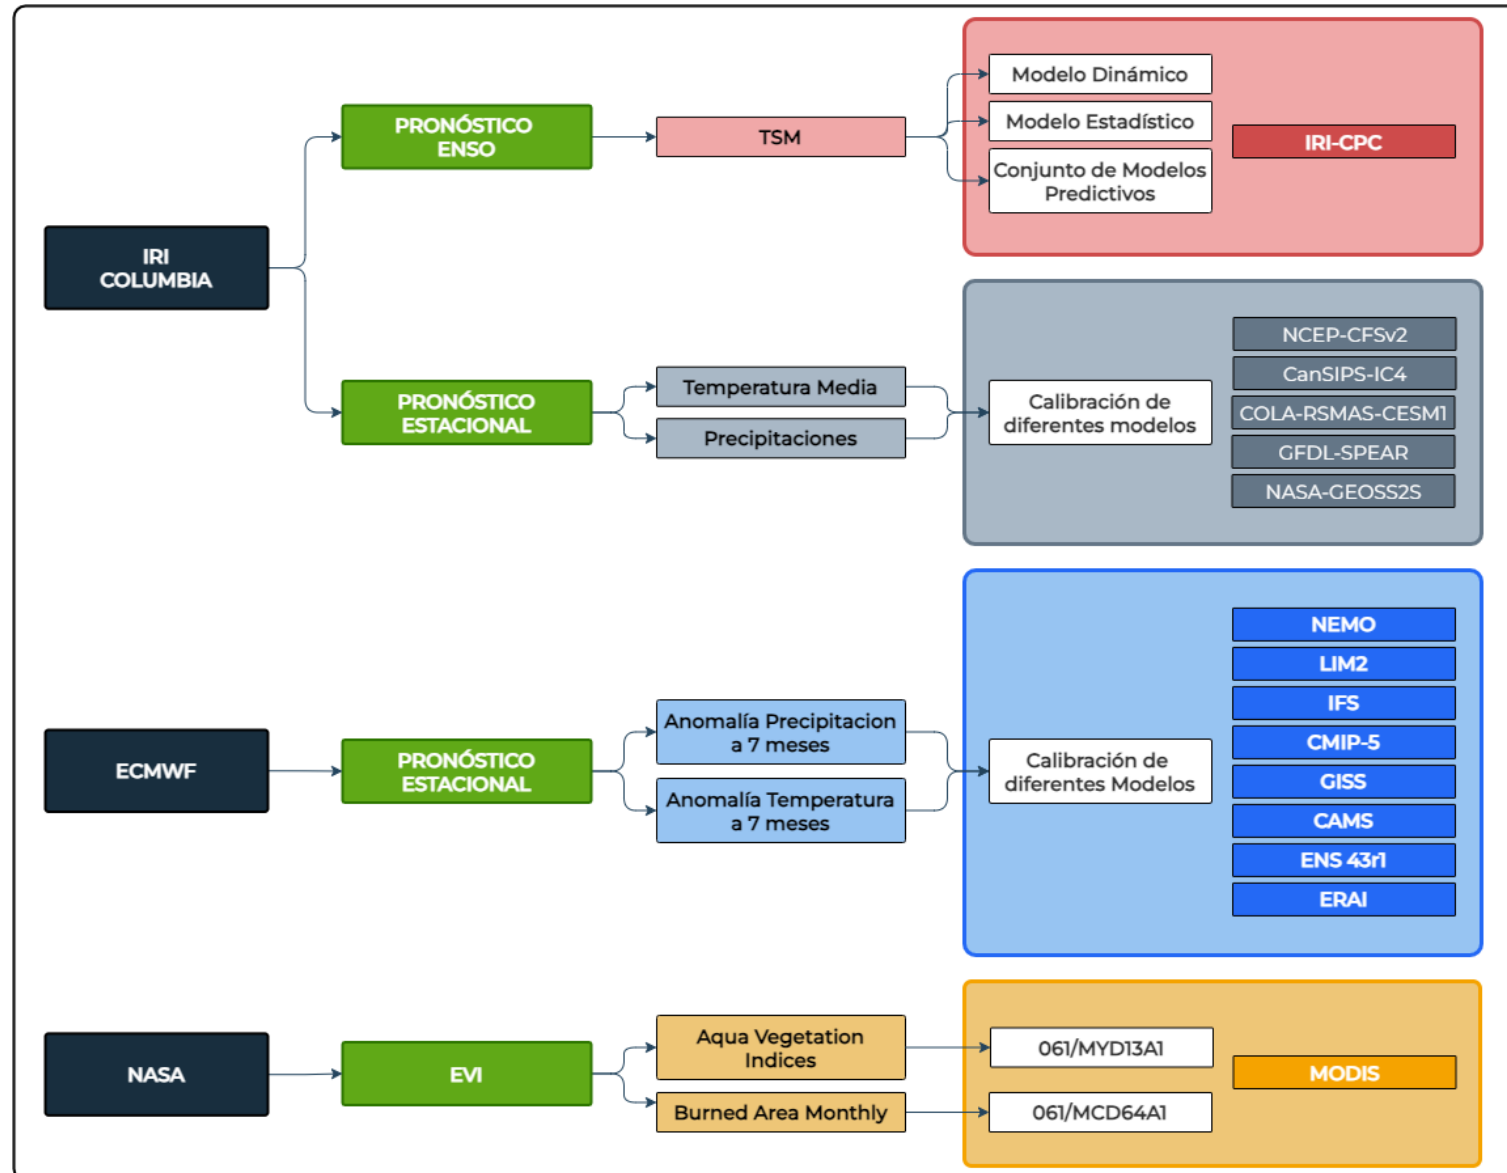 IRI
COLUMBIA
PRONÓSTICO
ENSO
TSM
Modelo Dinámico
Modelo Estadístico
Conjunto de Modelos
Predictivos
IRI-CPC
PRONÓSTICO
ESTACIONAL
Temperatura Media
Precipitaciones
Calibración de
diferentes modelos
NCEP-CFSv2
CanSIPS-IC4
COLA-RSMAS-CESM1
GFDL-SPEAR
NASA-GEOSS2S
ECMWF
PRONÓSTICO
ESTACIONAL
Anomalía Precipitacion
a 7 meses
Anomalía Temperatura
a 7 meses
Calibración de
diferentes Modelos
NEMO
LIM2
IFS
CMIP-5
GISS
CAMS
ENS 43r1
ERAI
NASA
EVI
Aqua Vegetation
Indices
Burned Area Monthly
061/MYD13A1
061/MCD64A1
MODIS